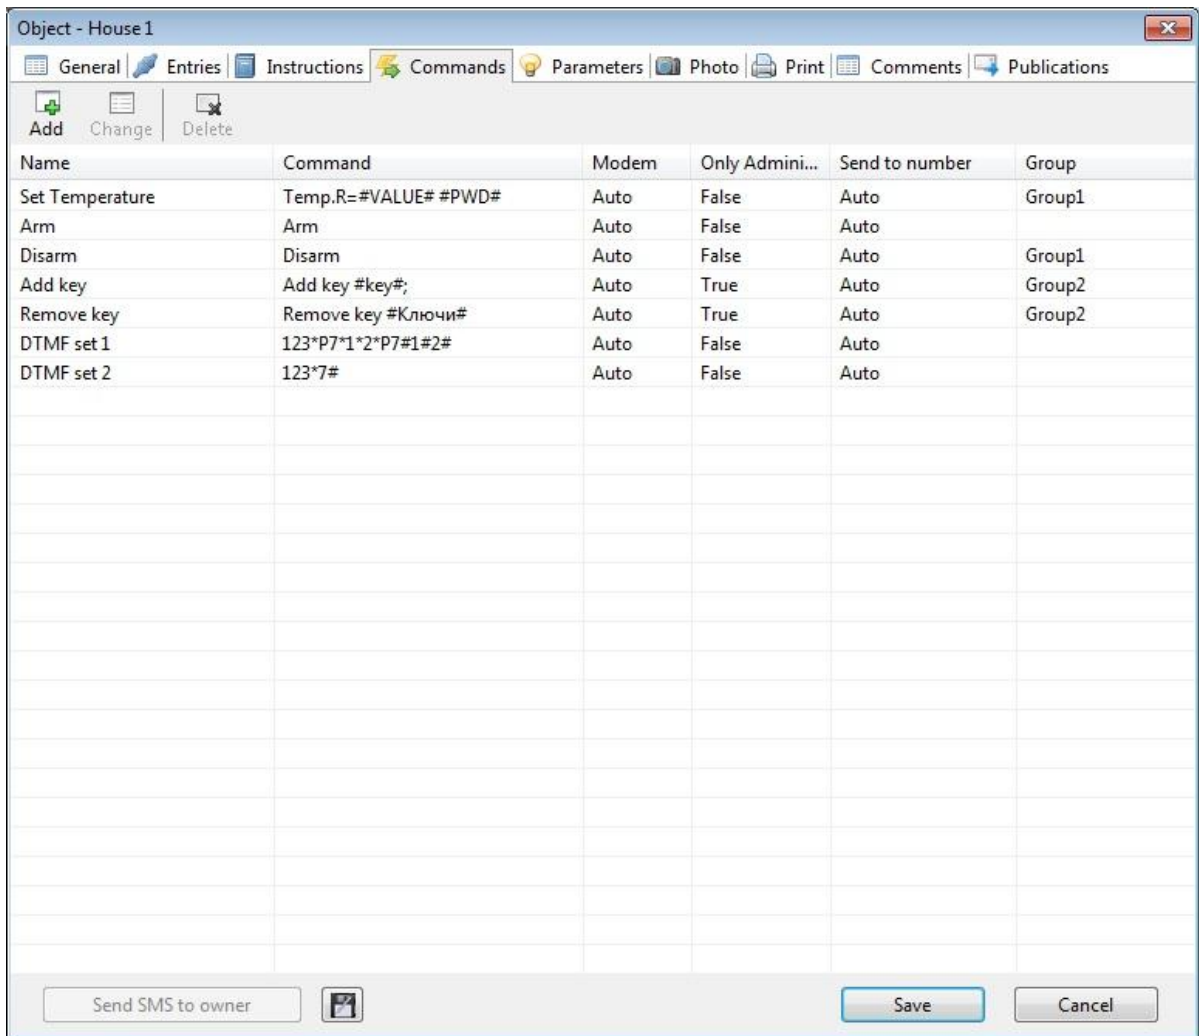 Object - House 1
General Entries Instructions Commands Parameters Photo Print Comments Publications
Add Change Delete
Name Command Modem Only Admini... Send to number Group
Set Temperature Temp.R=#VALUE# #PWD# Auto False Auto Group1
Arm Arm Auto False Auto
Disarm Disarm Auto False Auto Group1
Add key Add key #key#; Auto True Auto Group2
Remove key Remove key #Ключи# Auto True Auto Group2
DTMF set 1 123*P7*1*2*P7#1#2# Auto False Auto
DTMF set 2 123*7# Auto False Auto
Send SMS to owner Save Cancel